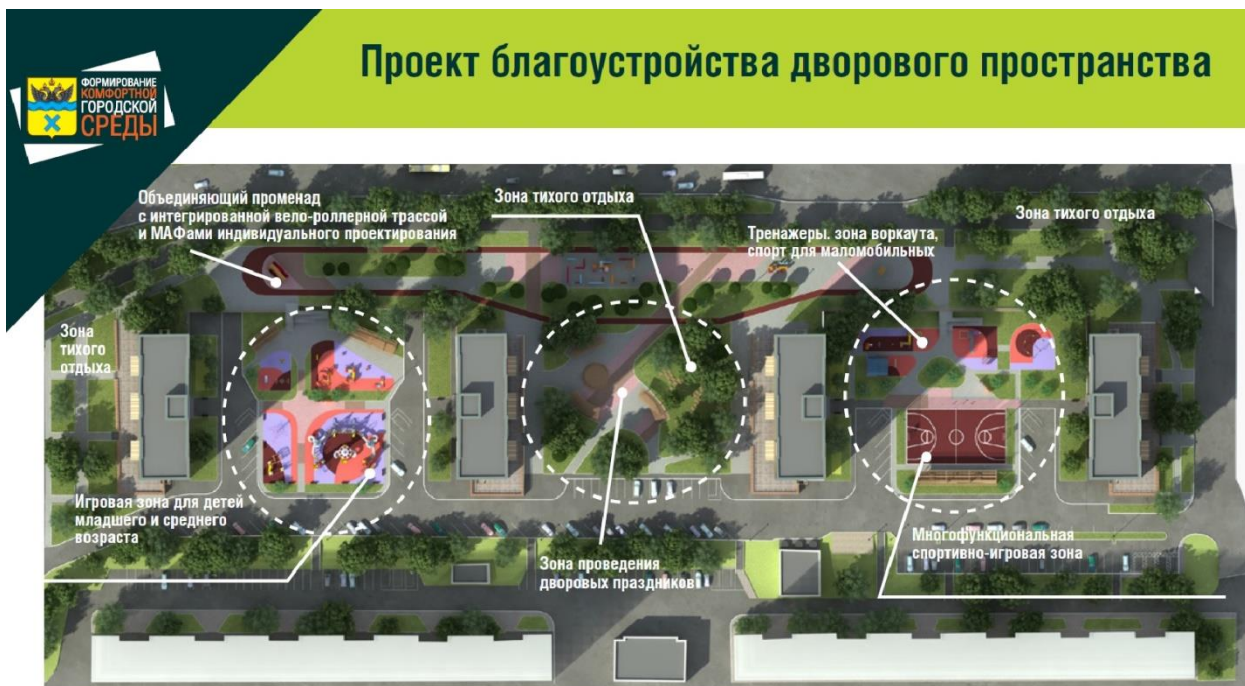 Проект благоустройства дворового пространства
ФОРМИРОВАНИЕ
КОМФОРТНОЙ
ГОРОДСКОЙ
СРЕДЫ
Объединяющий променад
с интегрированной вело-роллерной трассой
и МАФами индивидуального проектирования
Зона тихого отдыха
Тренажеры. зона воркаута,
спорт для маломобильных
Зона тихого отдыха
Зона
тихого
отдыха
Игровая зона для детей
младшего и среднего
возраста
Зона проведения
дворовых праздников
Многофункциональная
спортивно-игровая зона